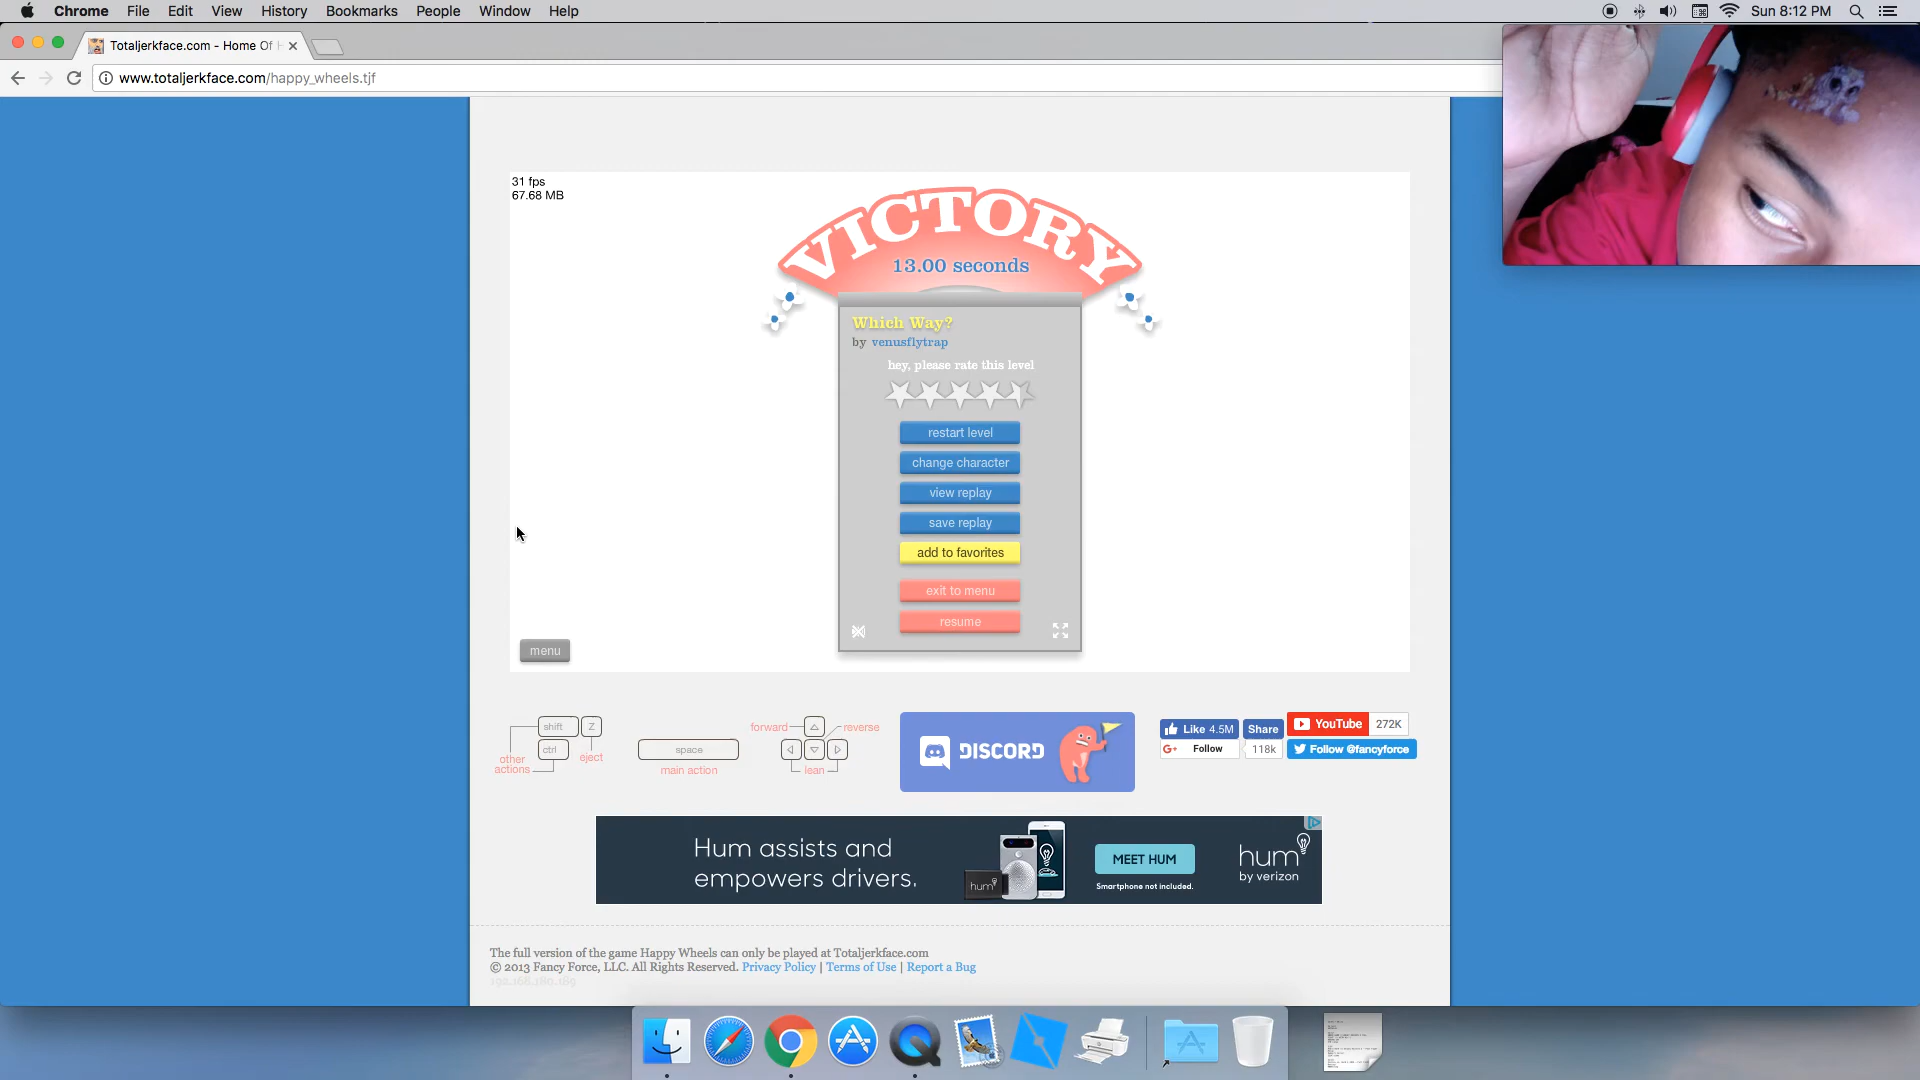 Chrome File Edit View History Bookmarks People Window Help Sun 8:12 PM
Totaljerkface.com - Home Of H
www.totaljerkface.com/happy_wheels.tjf
31 fps
67.68 MB
VICTORY
13.00 seconds
Which Way?
by venusflytrap
hey, please rate this level
restart level
change character
view replay
save replay
add to favorites
exit to menu
resume
menu
shift Z
ctrl
other actions
eject
space
main action
forward
reverse
lean
DISCORD
Like 4.5M Share
G+ Follow 118k
YouTube 272K
Follow @fancyforce
Hum assists and
empowers drivers.
hum
MEET HUM
Smartphone not included.
hum
by verizon
The full version of the game Happy Wheels can only be played at Totaljerkface.com
© 2013 Fancy Force, LLC. All Rights Reserved. Privacy Policy | Terms of Use | Report a Bug
192.168.180.169